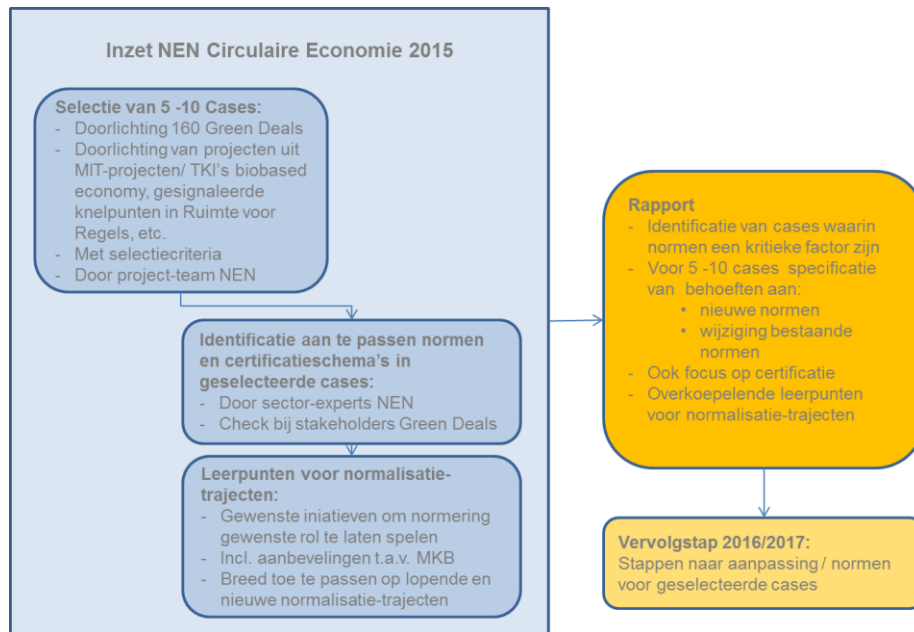 Inzet NEN Circulaire Economie 2015
Selectie van 5 -10 Cases:
- Doorlichting 160 Green Deals
- Doorlichting van projecten uit
MIT-projecten/ TKI's biobased
economy, gesignaleerde
knelpunten in Ruimte voor
Regels, etc.
- Met selectiecriteria
- Door project-team NEN
Identificatie aan te passen normen
en certificatieschema's in
geselecteerde cases:
- Door sector-experts NEN
- Check bij stakeholders Green Deals
Leerpunten voor normalisatie-
trajecten:
- Gewenste iniatieven om normering
gewenste rol te laten spelen
- Incl. aanbevelingen t.a.v. MKB
- Breed toe te passen op lopende en
nieuwe normalisatie-trajecten
Rapport
- Identificatie van cases waarin
normen een kritieke factor zijn
- Voor 5 -10 cases specificatie
van behoeften aan:
• nieuwe normen
• wijziging bestaande
normen
- Ook focus op certificatie
- Overkoepelende leerpunten
voor normalisatie-trajecten
Vervolgstap 2016/2017:
Stappen naar aanpassing / normen
voor geselecteerde cases